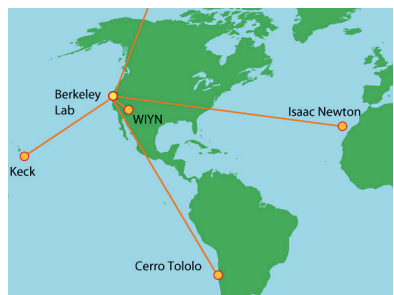 Berkeley
Lab
WIYN
Isaac Newton
Keck
Cerro Tololo